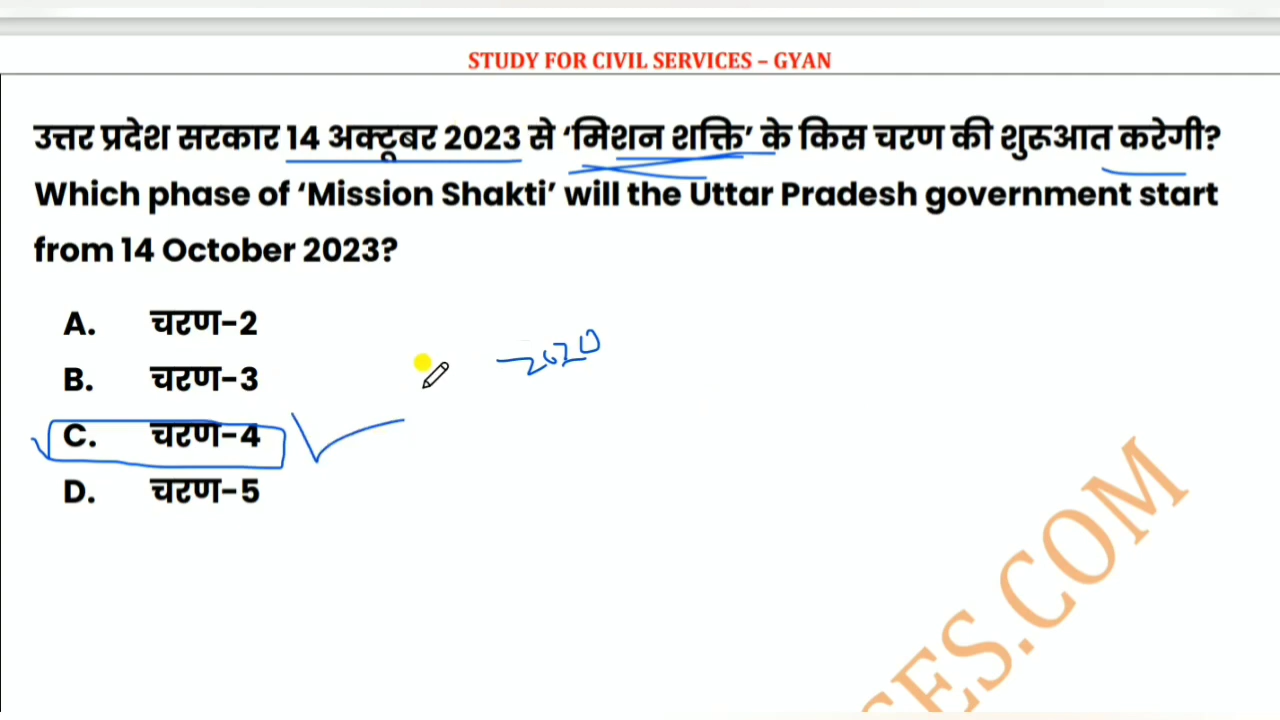 STUDY FOR CIVIL SERVICES – GYAN
उत्तर प्रदेश सरकार 14 अक्टूबर 2023 से ‘मिशन शक्ति’ के किस चरण की शुरूआत करेगी?
Which phase of ‘Mission Shakti’ will the Uttar Pradesh government start
from 14 October 2023?
A. चरण-2
2020
B. चरण-3
C. चरण-4
D. चरण-5